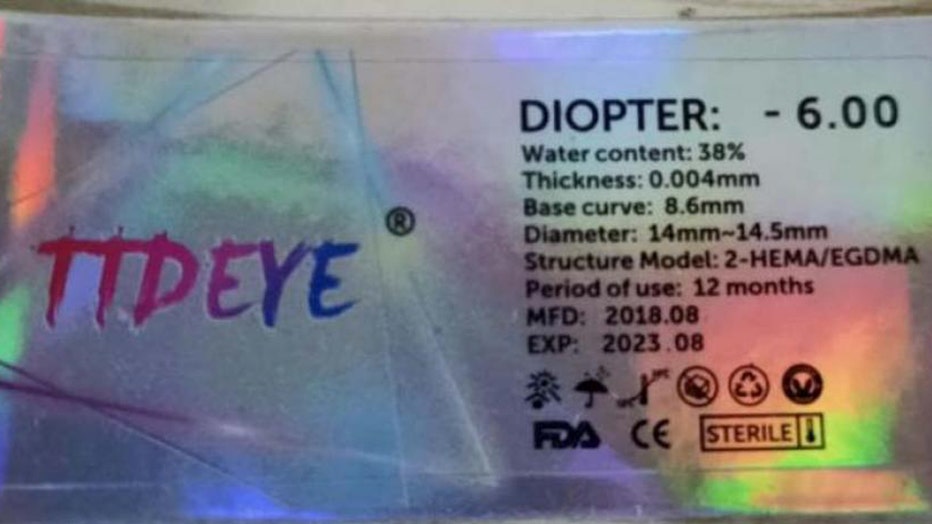 TTDEYE ®
DIOPTER: - 6.00
Water content: 38%
Thickness: 0.004mm
Base curve: 8.6mm
Diameter: 14mm~14.5mm
Structure Model: 2-HEMA/EGDMA
Period of use: 12 months
MFD: 2018.08
EXP: 2023.08
FDA CE STERILE